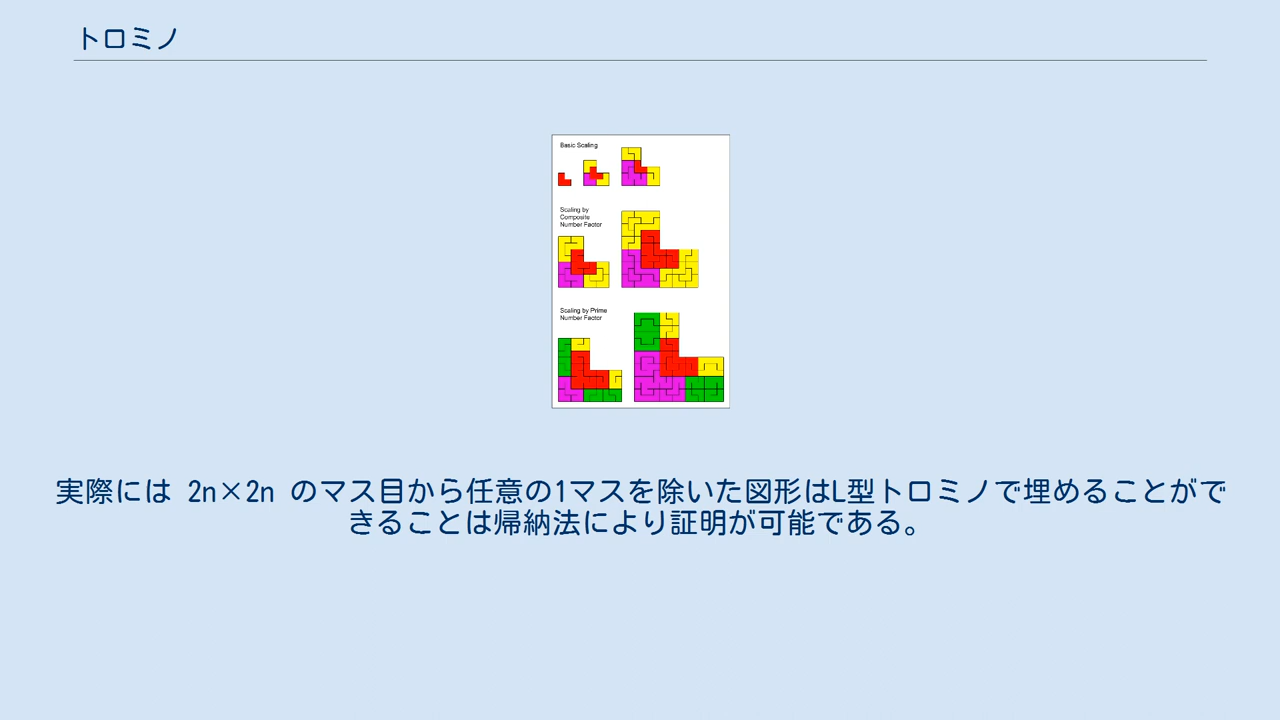 トロミノ
Basic Scaling
Scaling by
Composite
Number Factor
Scaling by Prime
Number Factor
実際には 2n×2n のマス目から任意の1マスを除いた図形はL型トロミノで埋めることがで
きることは帰納法により証明が可能である。